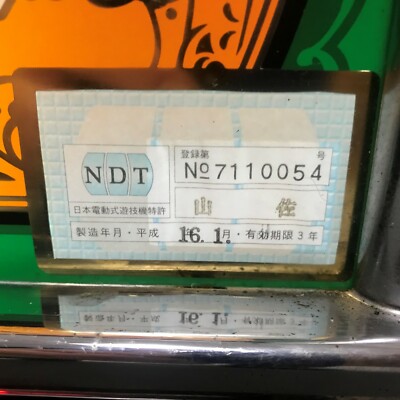 NDT
日本電動式遊技機特許
登録第 号
№7110054
山 佐
製造年月・平成 16.1. 月・有効期限3年